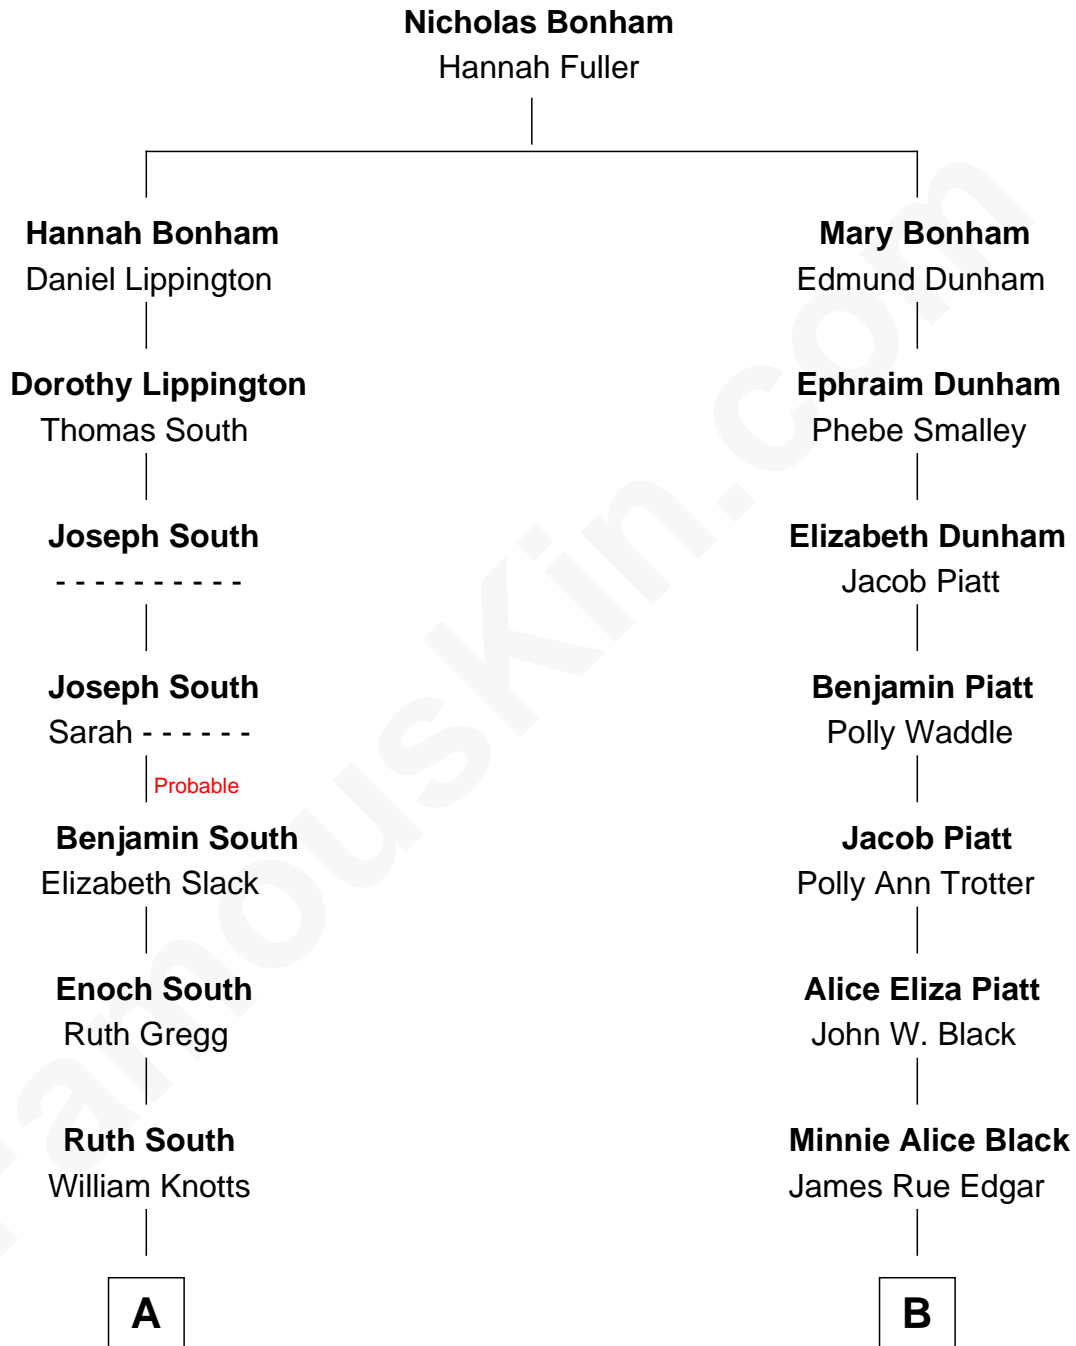 Nicholas Bonham
Hannah Fuller
Hannah Bonham
Daniel Lippington
Mary Bonham
Edmund Dunham
Dorothy Lippington
Thomas South
Ephraim Dunham
Phebe Smalley
Joseph South
- - - - - - - - - -
Elizabeth Dunham
Jacob Piatt
Joseph South
Sarah - - - - - -
Probable
Benjamin Piatt
Polly Waddle
Benjamin South
Elizabeth Slack
Jacob Piatt
Polly Ann Trotter
Enoch South
Ruth Gregg
Alice Eliza Piatt
John W. Black
Ruth South
William Knotts
Minnie Alice Black
James Rue Edgar
A
B
FamousKin.com